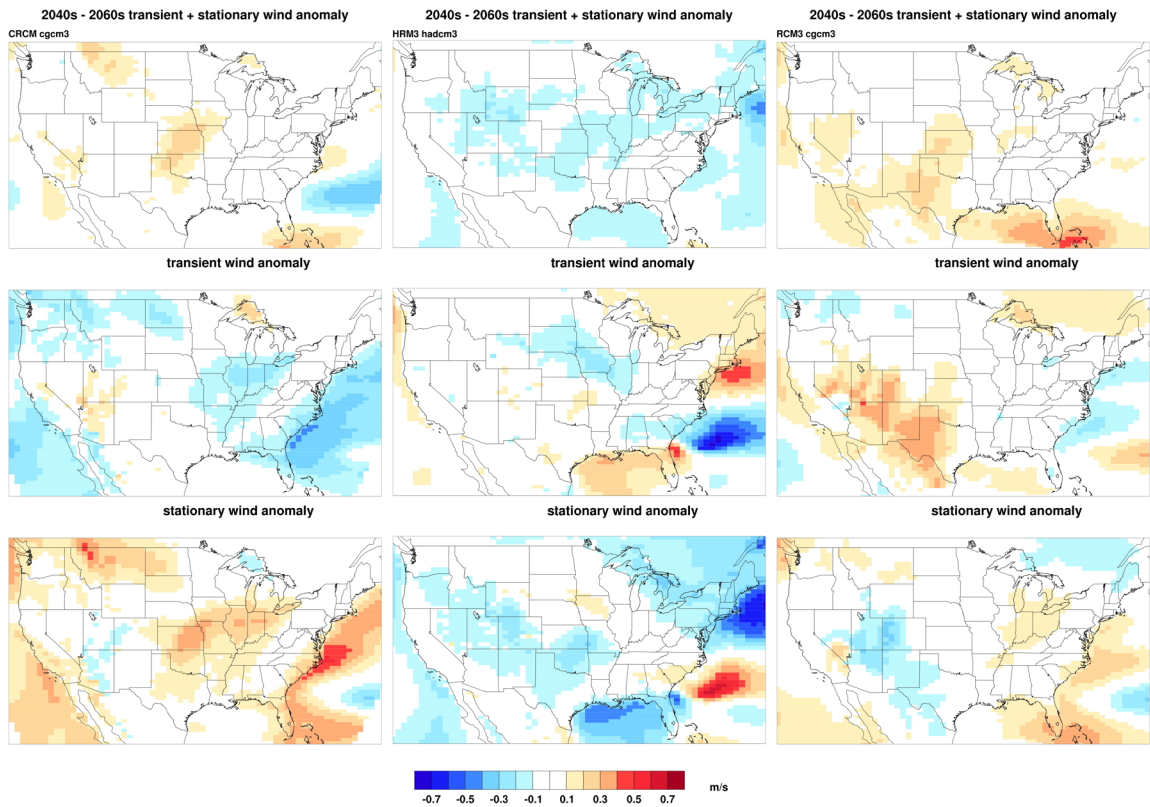 2040s - 2060s transient + stationary wind anomaly
CRCM cgcm3
2040s - 2060s transient + stationary wind anomaly
HRM3 hadcm3
2040s - 2060s transient + stationary wind anomaly
RCM3 cgcm3
transient wind anomaly
transient wind anomaly
transient wind anomaly
stationary wind anomaly
stationary wind anomaly
stationary wind anomaly
-0.7 -0.5 -0.3 -0.1 0.1 0.3 0.5 0.7 m/s